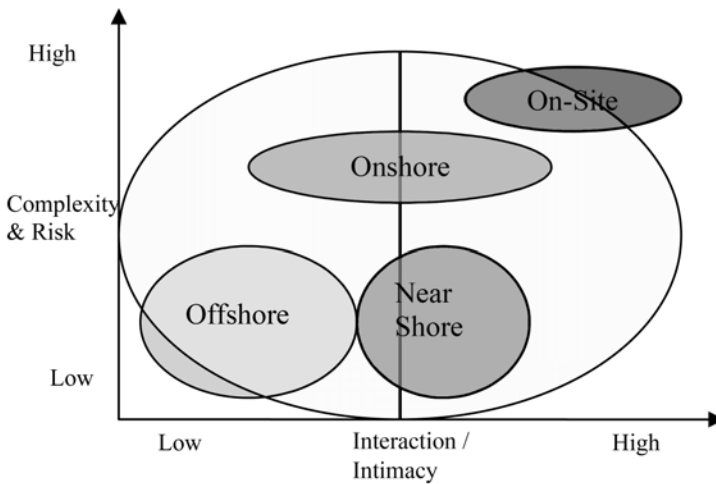 High
On-Site
Onshore
Complexity
& Risk
Offshore
Near
Shore
Low
Low
Interaction /
Intimacy
High